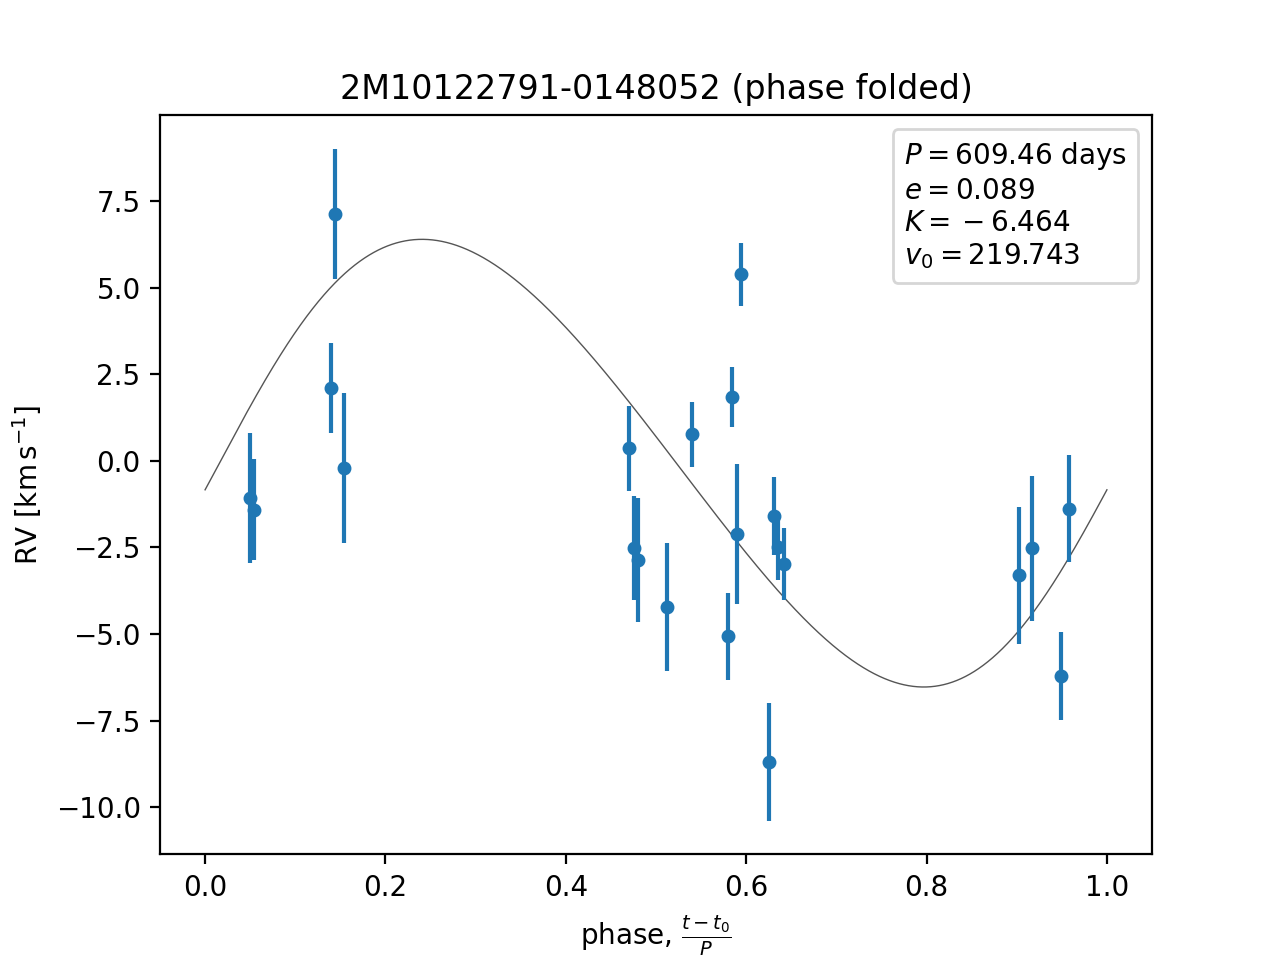 2M10122791-0148052 (phase folded)
P = 609.46 days
e = 0.089
K = −6.464
v₀ = 219.743
RV [km s⁻¹]
7.5
5.0
2.5
0.0
−2.5
−5.0
−7.5
−10.0
0.0 0.2 0.4 0.6 0.8 1.0
phase, (t − t₀)/P